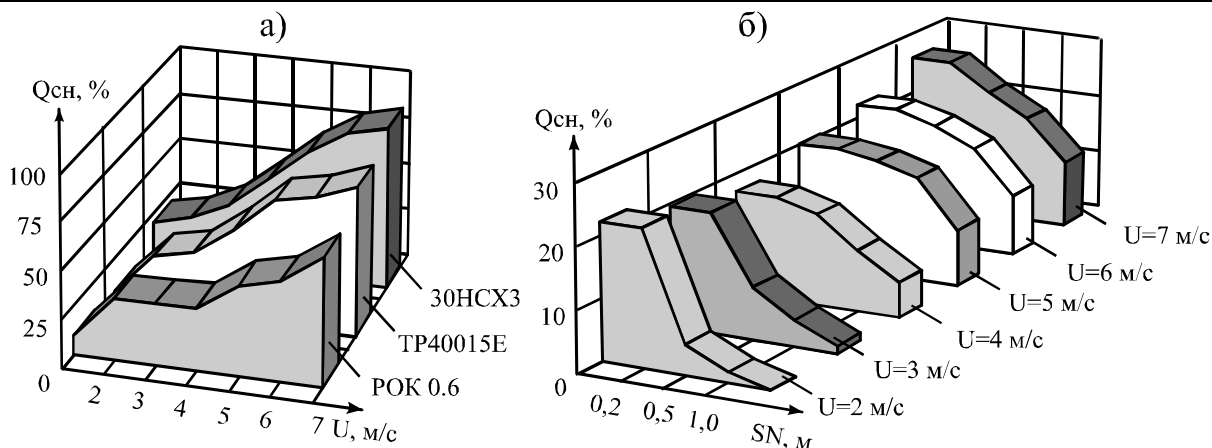 а)
Qсн, %
100
75
50
25
0
2
3
4
5
6
7
U, м/с
30НСХ3
ТР40015Е
РОК 0.6
б)
Qсн, %
30
20
10
0
0,2
0,5
1,0
SN, м
U=7 м/с
U=6 м/с
U=5 м/с
U=4 м/с
U=3 м/с
U=2 м/с